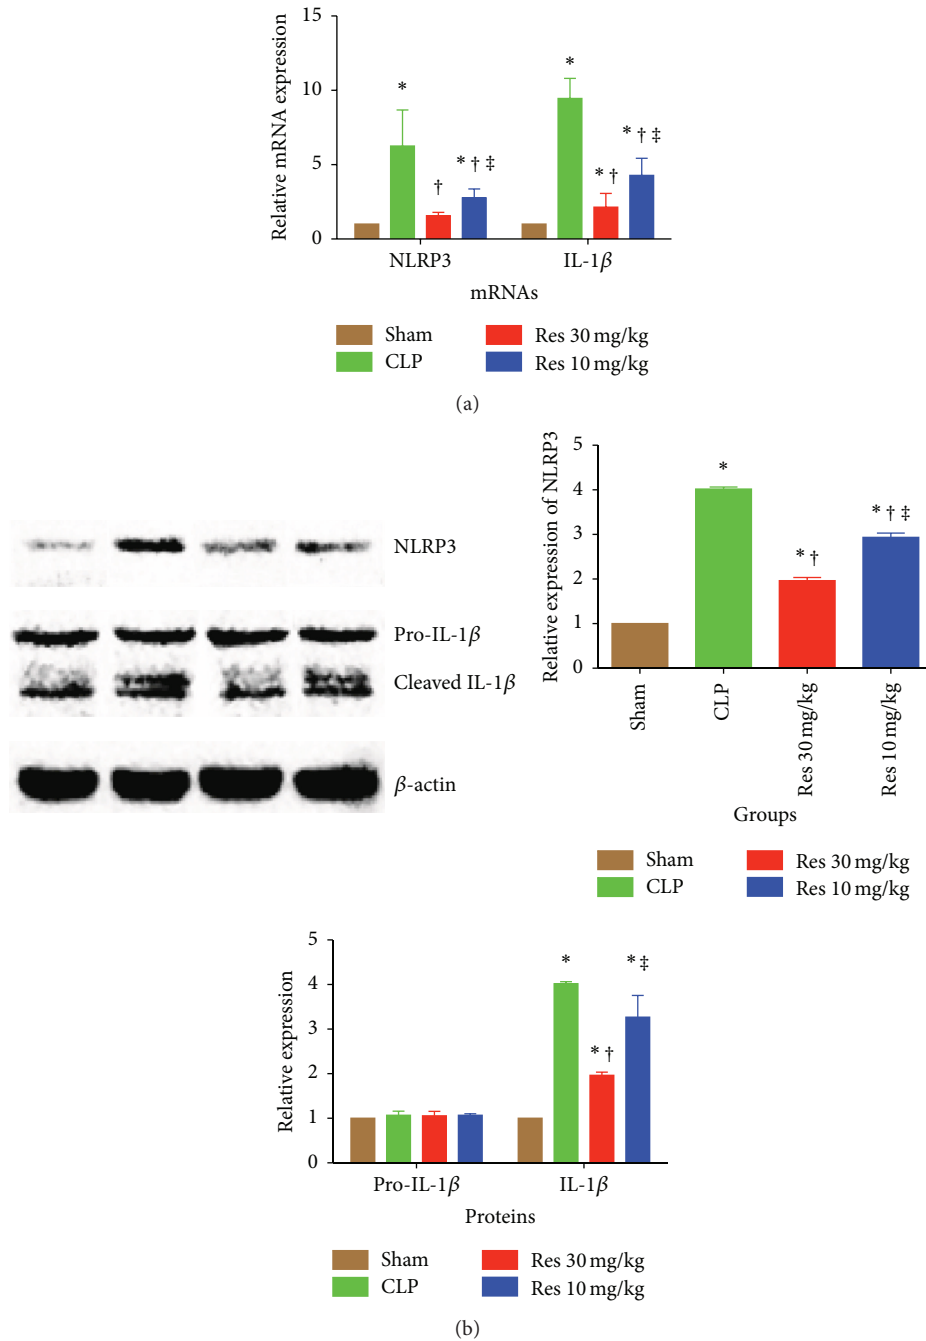 15
10
5
0
Relative mRNA expression
*
†
* † ‡
*
* †
* † ‡
NLRP3 IL-1β
mRNAs
Sham Res 30 mg/kg
CLP Res 10 mg/kg
(a)
NLRP3
Pro-IL-1β
Cleaved IL-1β
β-actin
5
4
3
2
1
0
Relative expression of NLRP3
*
* †
* † ‡
Sham
CLP
Res 30 mg/kg
Res 10 mg/kg
Groups
Sham Res 30 mg/kg
CLP Res 10 mg/kg
5
4
3
2
1
0
Relative expression
*
* †
* ‡
Pro-IL-1β IL-1β
Proteins
Sham Res 30 mg/kg
CLP Res 10 mg/kg
(b)